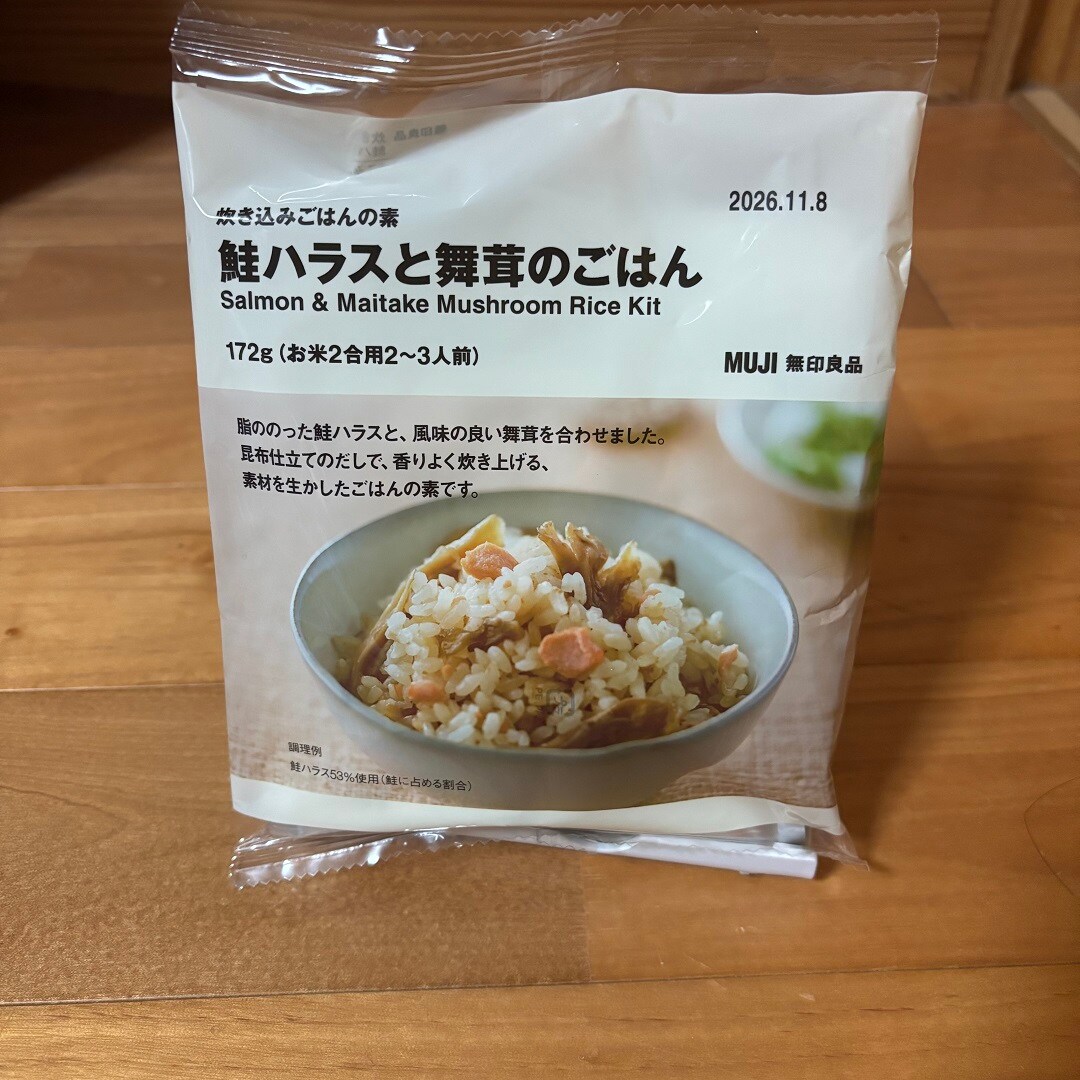 炊き込みごはんの素
2026.11.8
鮭ハラスと舞茸のごはん
Salmon & Maitake Mushroom Rice Kit
172g（お米2合用2〜3人前）
MUJI 無印良品
脂ののった鮭ハラスと、風味の良い舞茸を合わせました。
昆布仕立てのだしで、香りよく炊き上げる、
素材を生かしたごはんの素です。
調理例
鮭ハラス53%使用（鮭に占める割合）